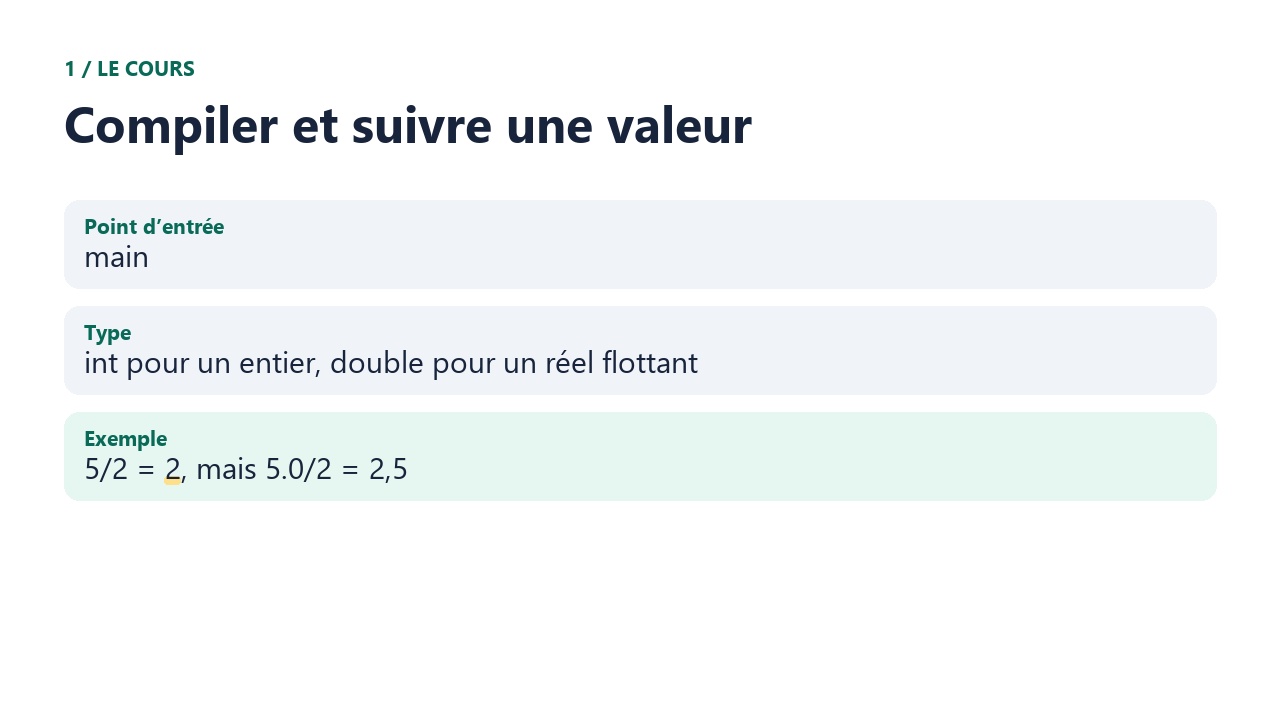 1 / LE COURS
Compiler et suivre une valeur
Point d’entrée
main
Type
int pour un entier, double pour un réel flottant
Exemple
5/2 = 2, mais 5.0/2 = 2,5